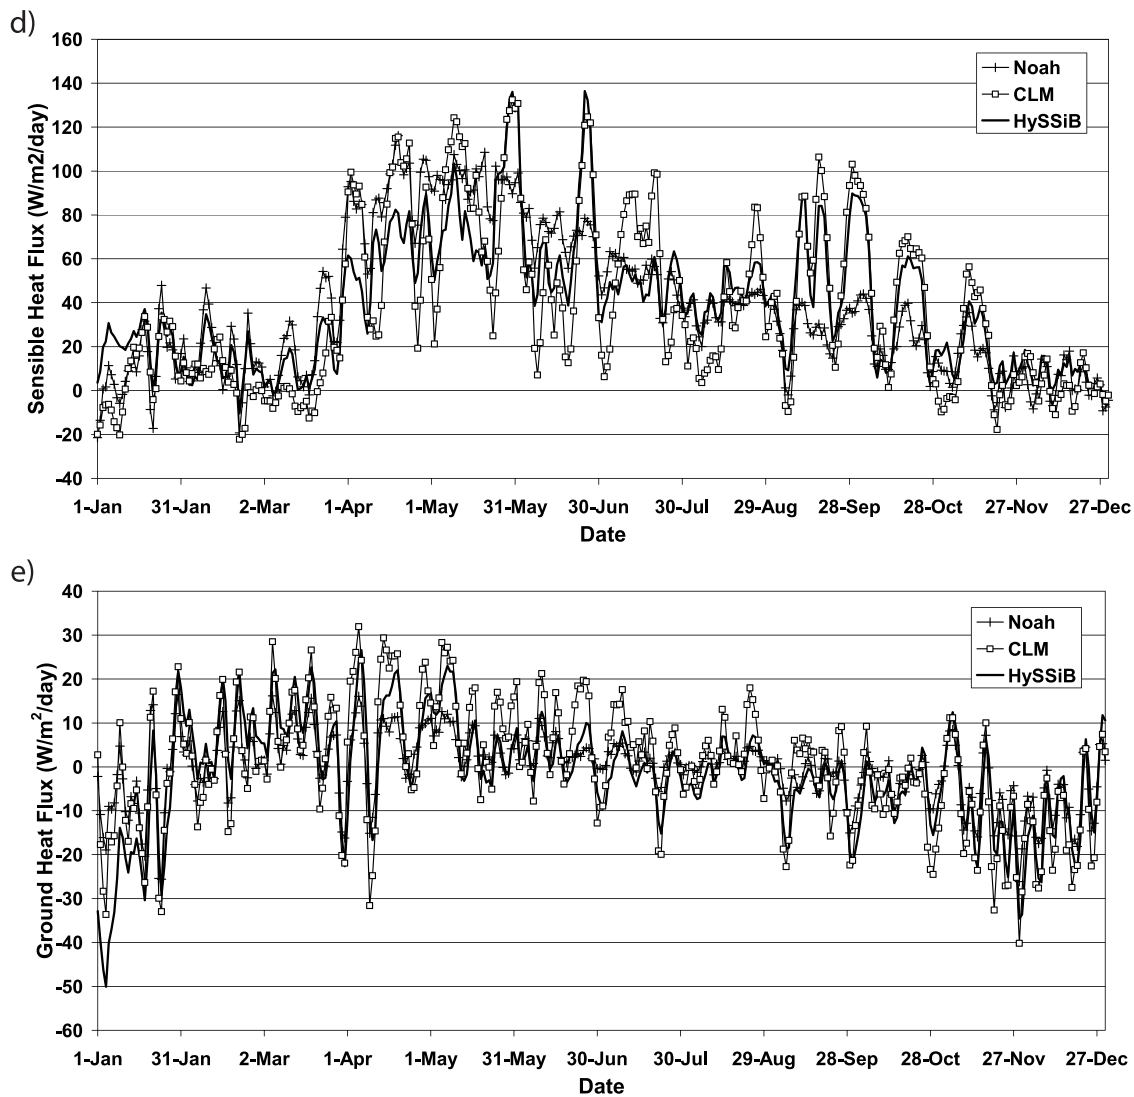 d)
160
140
120
100
80
60
40
20
0
-20
-40
Sensible Heat Flux (W/m2/day)
Noah
CLM
HySSiB
1-Jan 31-Jan 2-Mar 1-Apr 1-May 31-May 30-Jun 30-Jul 29-Aug 28-Sep 28-Oct 27-Nov 27-Dec
Date
e)
40
30
20
10
0
-10
-20
-30
-40
-50
-60
Ground Heat Flux (W/m²/day)
Noah
CLM
HySSiB
1-Jan 31-Jan 2-Mar 1-Apr 1-May 31-May 30-Jun 30-Jul 29-Aug 28-Sep 28-Oct 27-Nov 27-Dec
Date